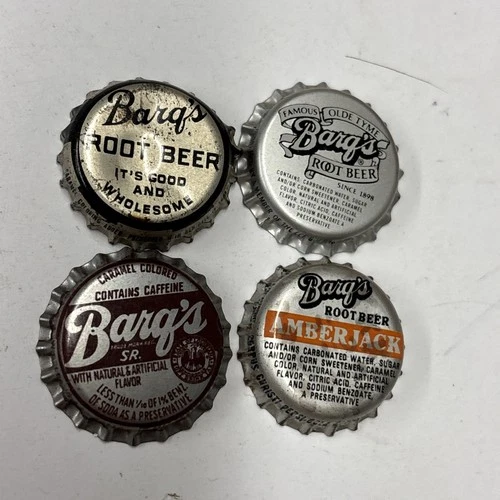 Barq's
ROOT BEER
IT'S GOOD
AND
WHOLESOME
FAMOUS OLDE TYME
Barq's
ROOT BEER
SINCE 1898
CONTAINS CARBONATED WATER, SUGAR
AND/OR CORN SWEETENER, CARAMEL
COLOR, NATURAL AND ARTIFICIAL
FLAVOR, CITRIC ACID, CAFFEINE
AND SODIUM BENZOATE A
PRESERVATIVE
CARAMEL COLORED
CONTAINS CAFFEINE
Barq's
SR.
WITH NATURAL & ARTIFICIAL
FLAVOR
LESS THAN 1/10 OF 1% BENZ.
OF SODA AS A PRESERVATIVE
Barq's
ROOT BEER
AMBERJACK
CONTAINS CARBONATED WATER, SUGAR
AND/OR CORN SWEETENER, CARAMEL
COLOR, NATURAL AND ARTIFICIAL
FLAVOR, CITRIC ACID, CAFFEINE
AND SODIUM BENZOATE,
A PRESERVATIVE